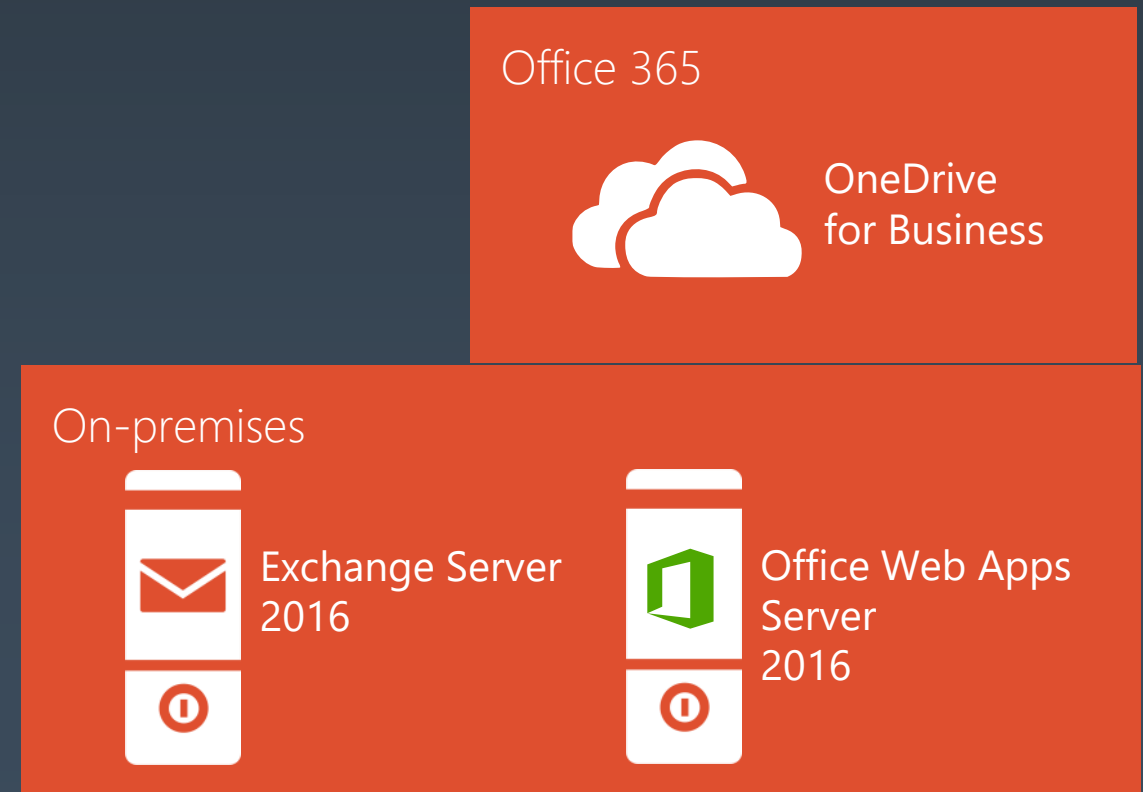 Office 365
OneDrive
for Business
On-premises
Exchange Server
2016
Office Web Apps
Server
2016